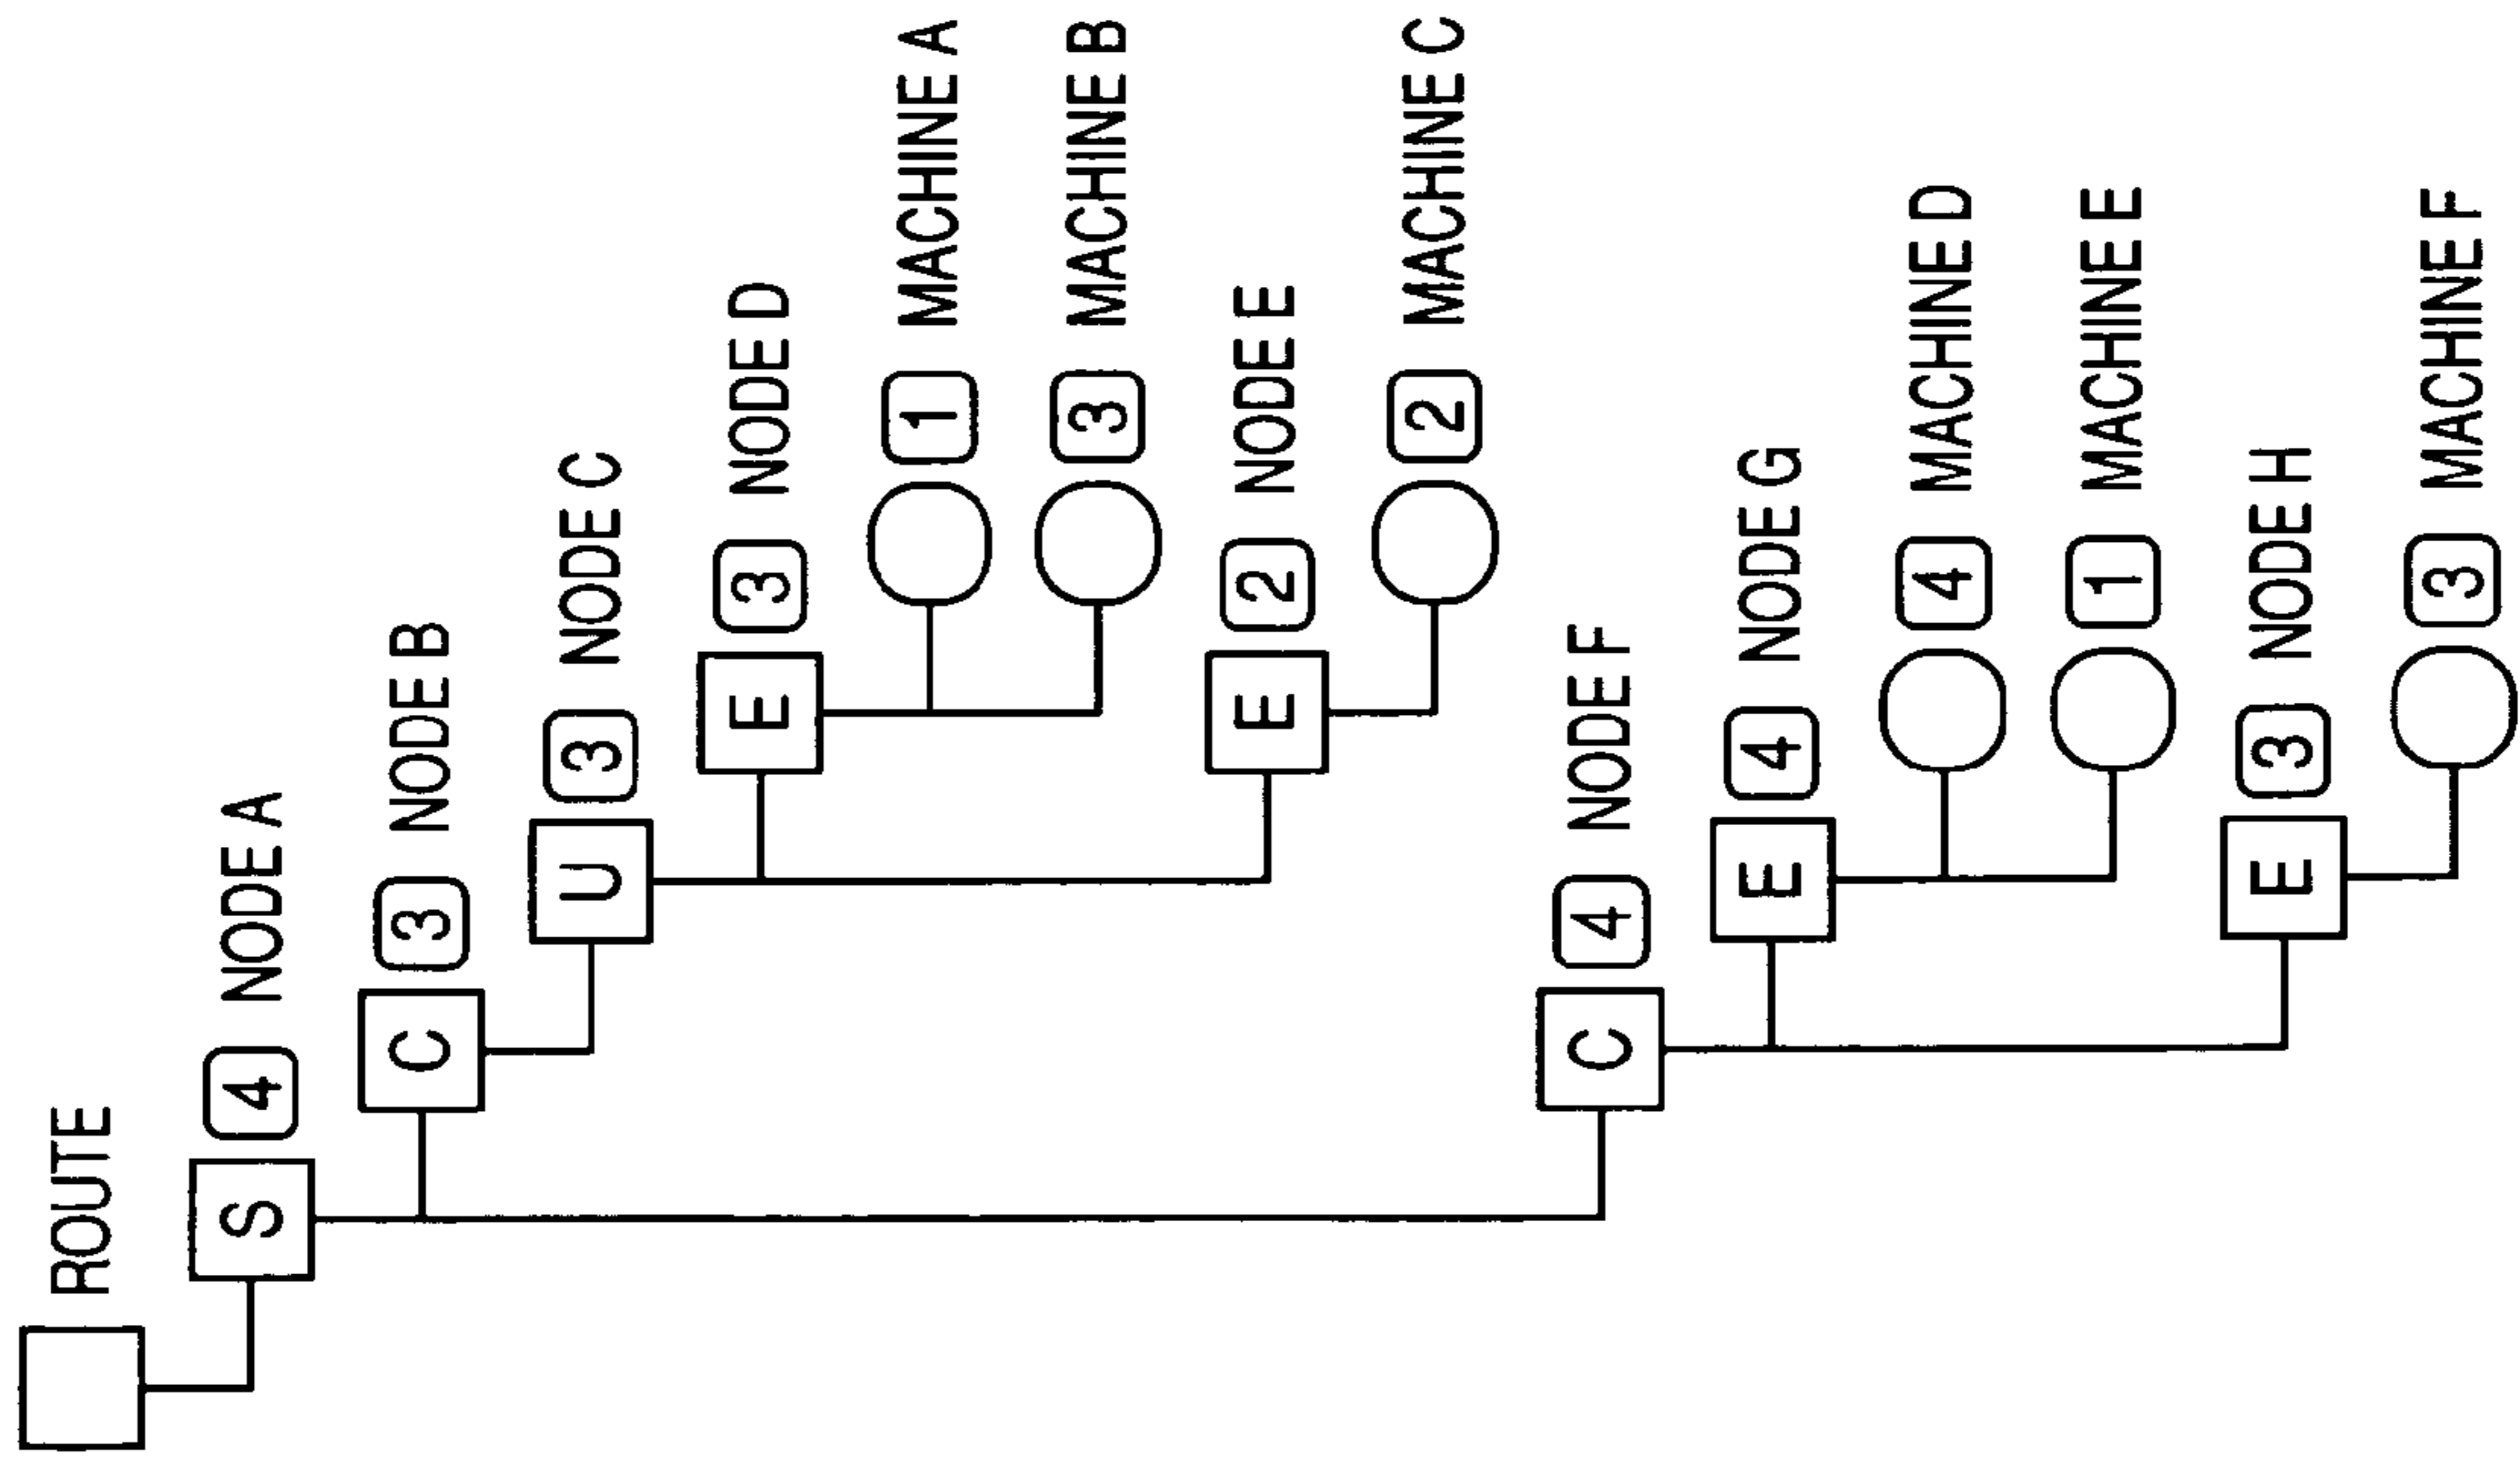 ROUTE
S 4 NODE A
C 3 NODE B
U 3 NODE C
E 3 NODE D
1 MACHINE A
3 MACHINE B
E 2 NODE E
2 MACHINE C
C 4 NODE F
E 4 NODE G
4 MACHINE D
1 MACHINE E
E 3 NODE H
3 MACHINE F